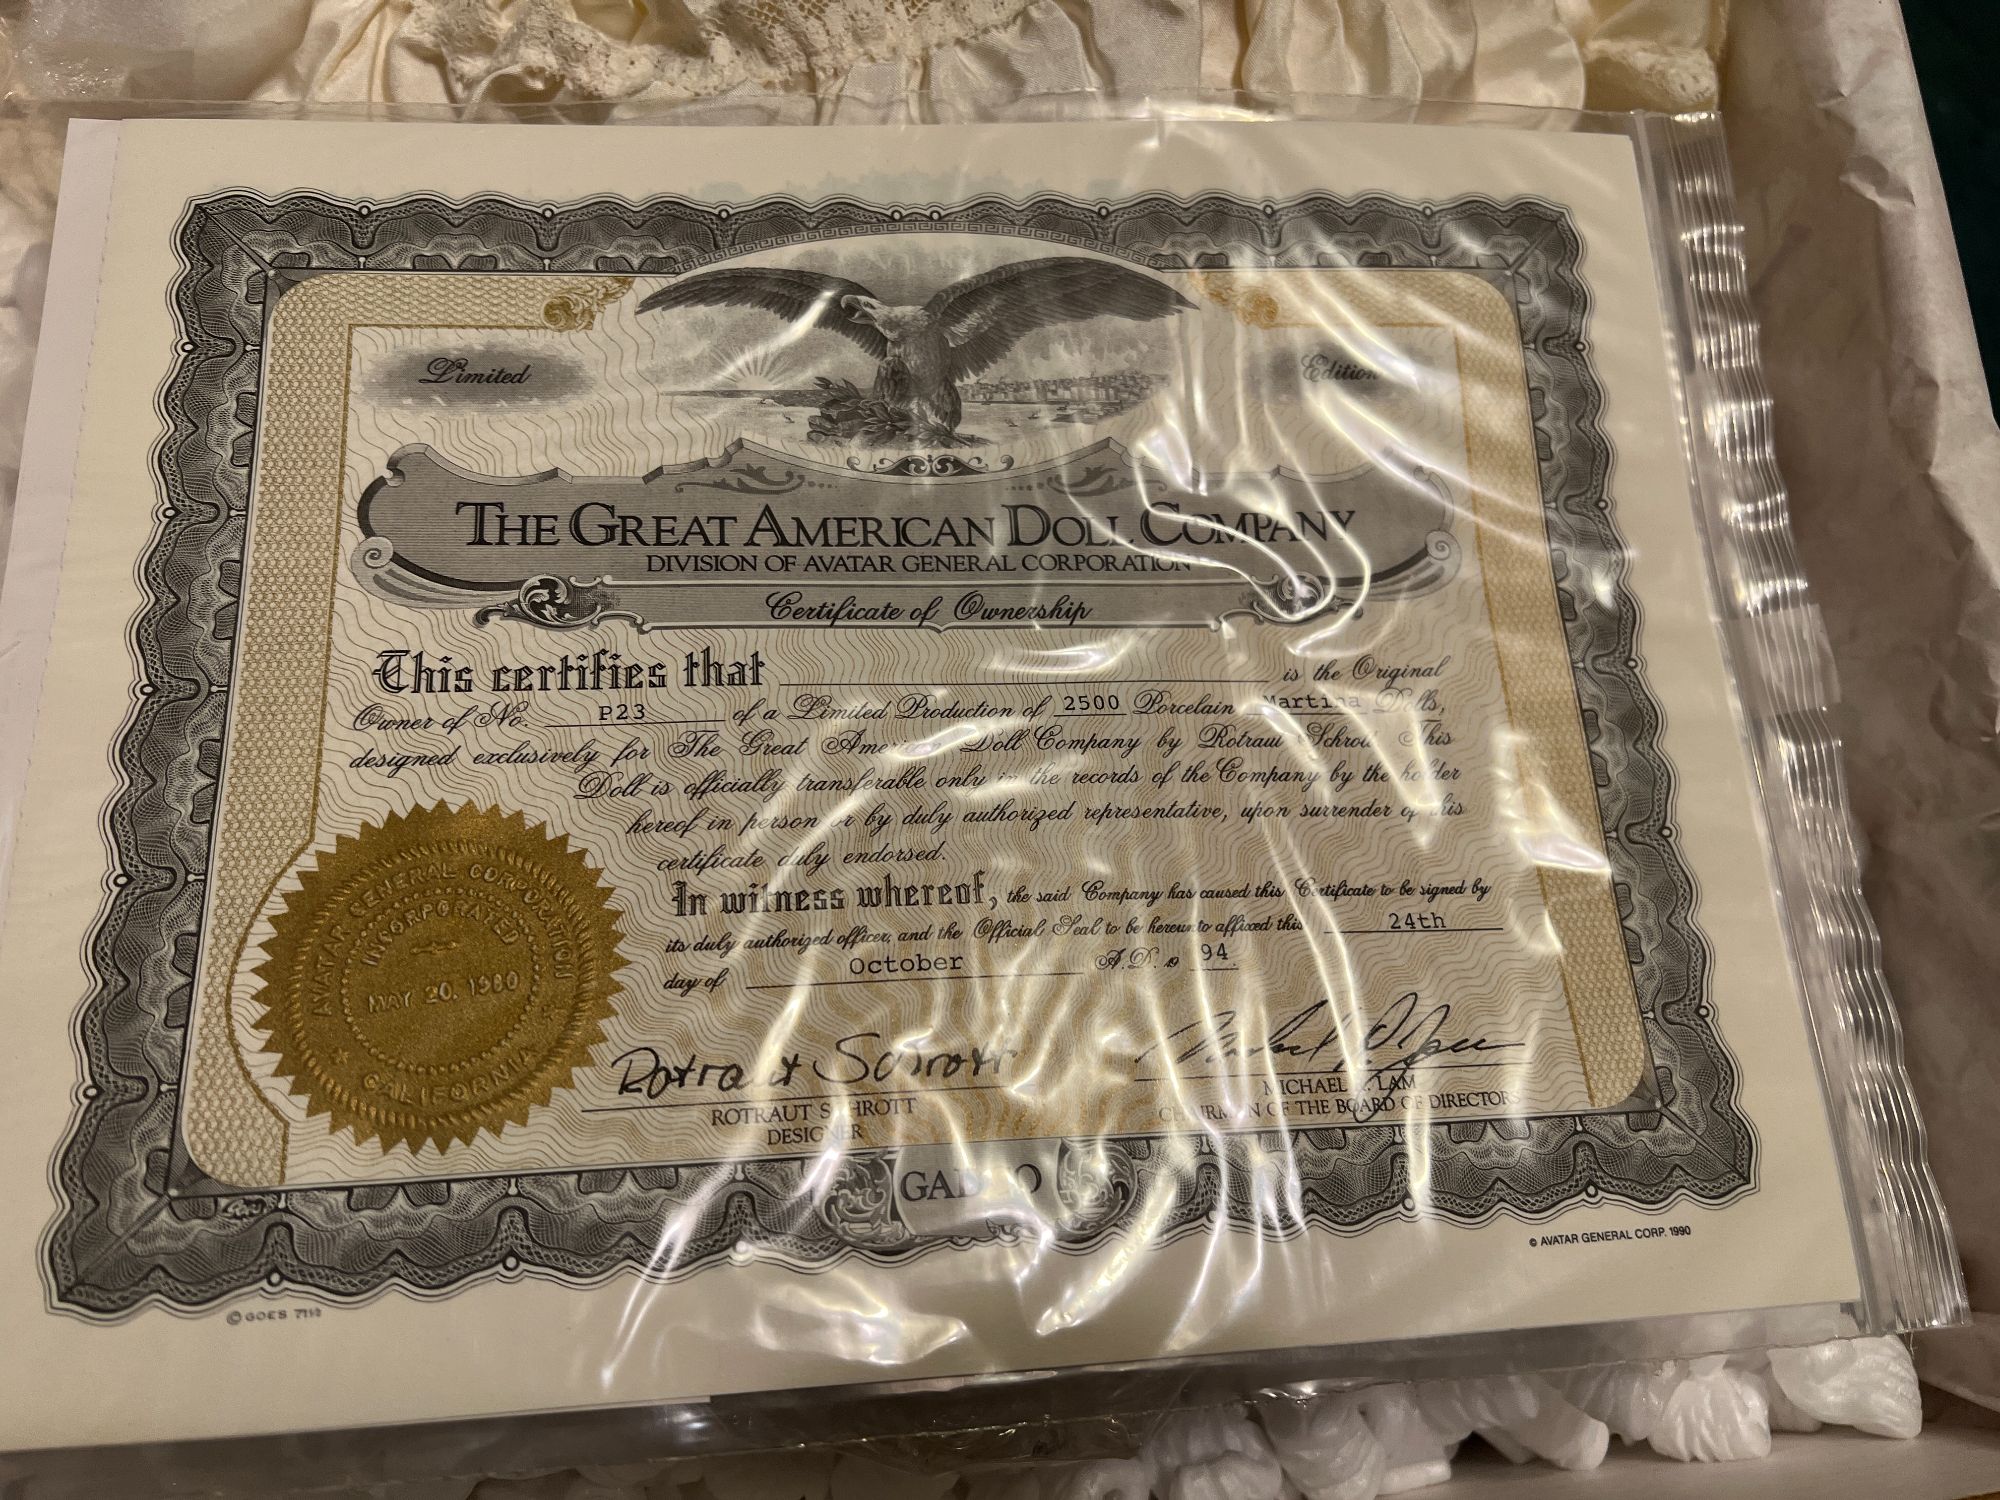 Limited
Edition
THE GREAT AMERICAN DOLL COMPANY
DIVISION OF AVATAR GENERAL CORPORATION
Certificate of Ownership
This certifies that is the Original
Owner of No. P23 of a Limited Production of 2500 Porcelain Martina Dolls,
designed exclusively for The Great American Doll Company by Rotraut Schrott This
Doll is officially transferable only in the records of the Company by the holder
hereof in person or by duly authorized representative, upon surrender of this
certificate duly endorsed.
In witness whereof, the said Company has caused this Certificate to be signed by
its duly authorized officer, and the Official Seal to be hereunto affixed this 24th
day of October A.D. 19 94.
AVATAR GENERAL CORPORATION
INCORPORATED
MAY 20, 1980
CALIFORNIA
Rotraut Schrott
ROTRAUT SCHROTT
DESIGNER
MICHAEL LAM
CHAIRMAN OF THE BOARD OF DIRECTORS
© AVATAR GENERAL CORP. 1990
© GOES